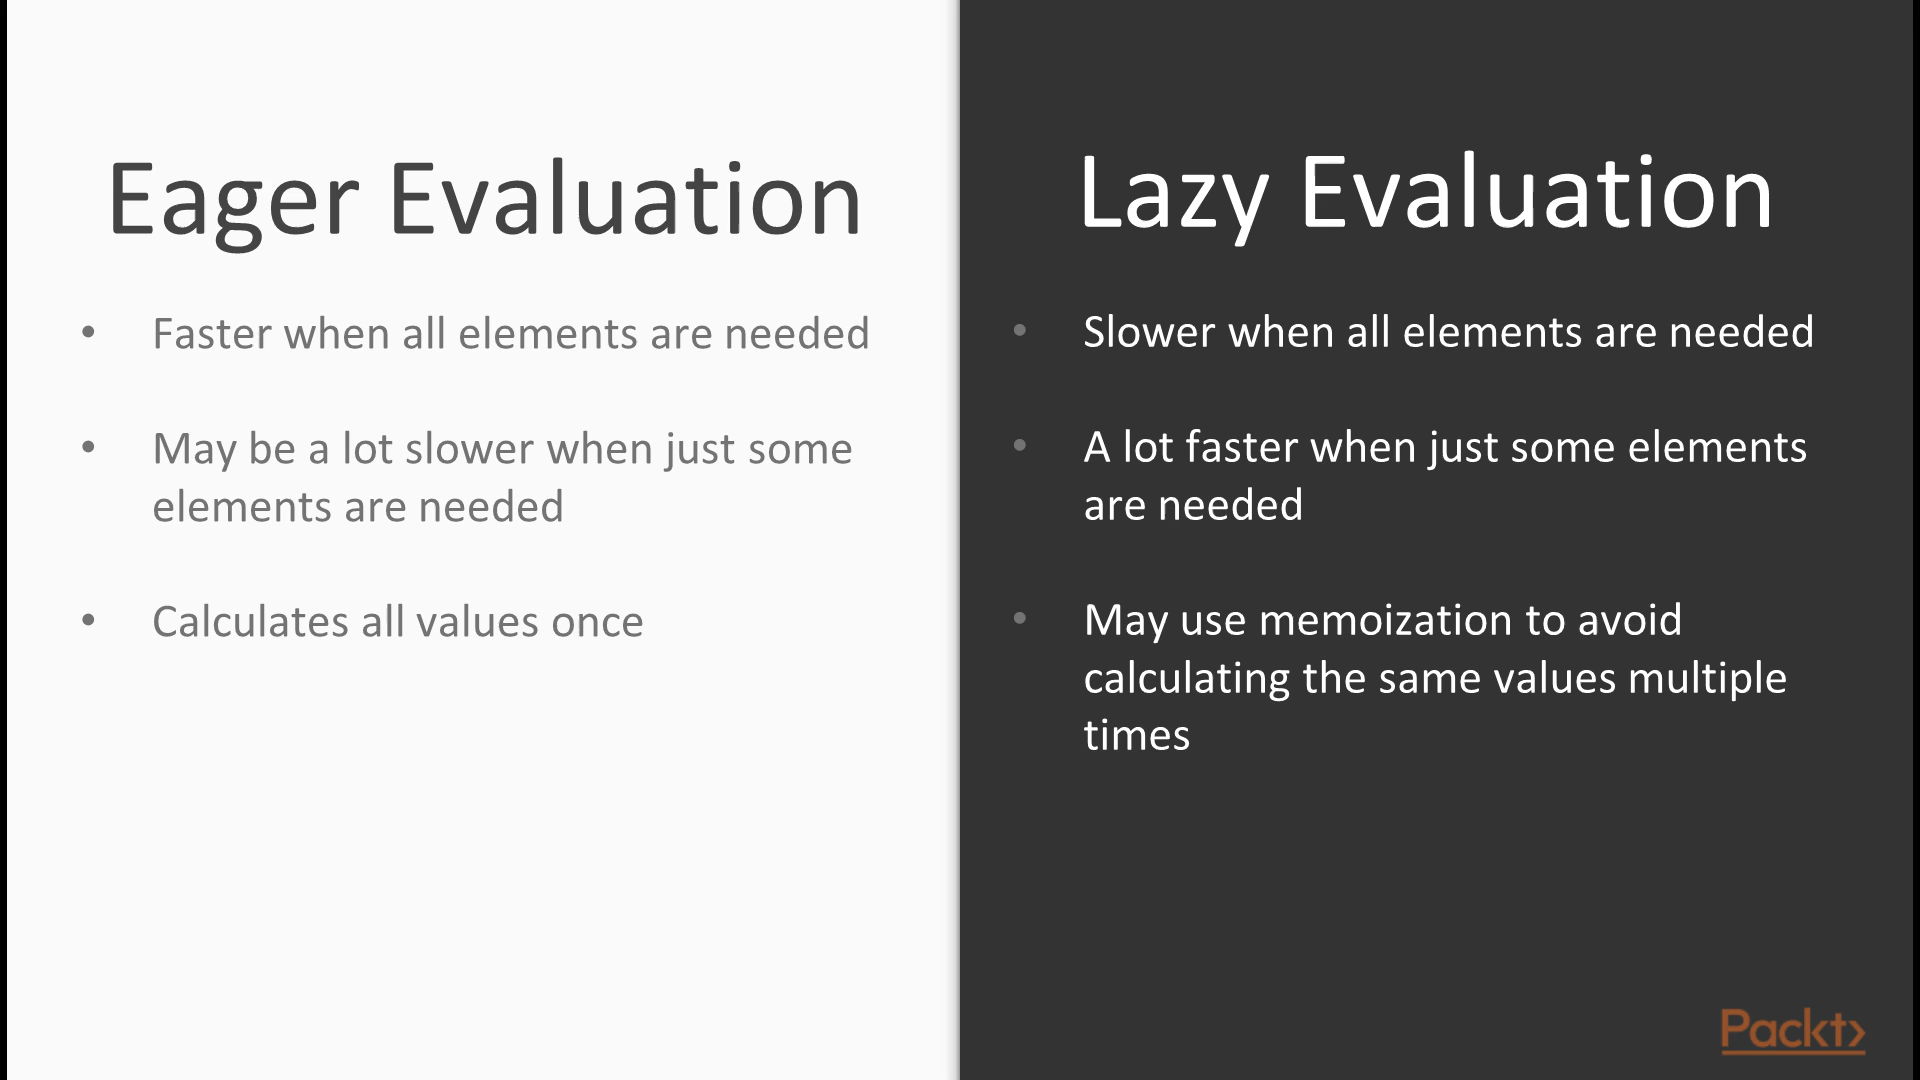 Eager Evaluation
• Faster when all elements are needed
• May be a lot slower when just some
elements are needed
• Calculates all values once
Lazy Evaluation
• Slower when all elements are needed
• A lot faster when just some elements
are needed
• May use memoization to avoid
calculating the same values multiple
times
Packt>